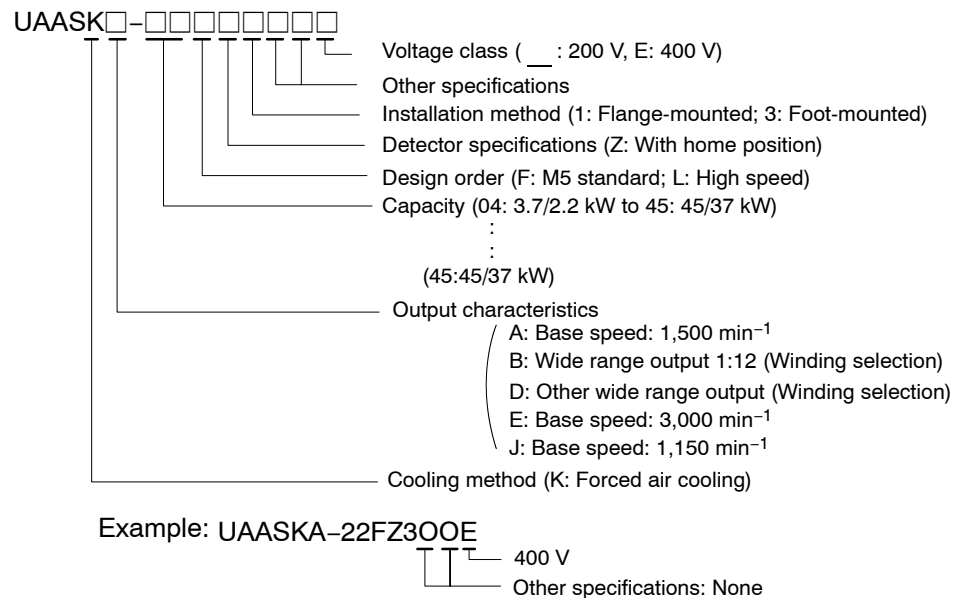 UAASK□−□□□□□□□□
Voltage class ( __ : 200 V, E: 400 V)
Other specifications
Installation method (1: Flange-mounted; 3: Foot-mounted)
Detector specifications (Z: With home position)
Design order (F: M5 standard; L: High speed)
Capacity (04: 3.7/2.2 kW to 45: 45/37 kW)
:
:
(45:45/37 kW)
Output characteristics
A: Base speed: 1,500 min⁻¹
B: Wide range output 1:12 (Winding selection)
D: Other wide range output (Winding selection)
E: Base speed: 3,000 min⁻¹
J: Base speed: 1,150 min⁻¹
Cooling method (K: Forced air cooling)
Example: UAASKA−22FZ3OOE
400 V
Other specifications: None